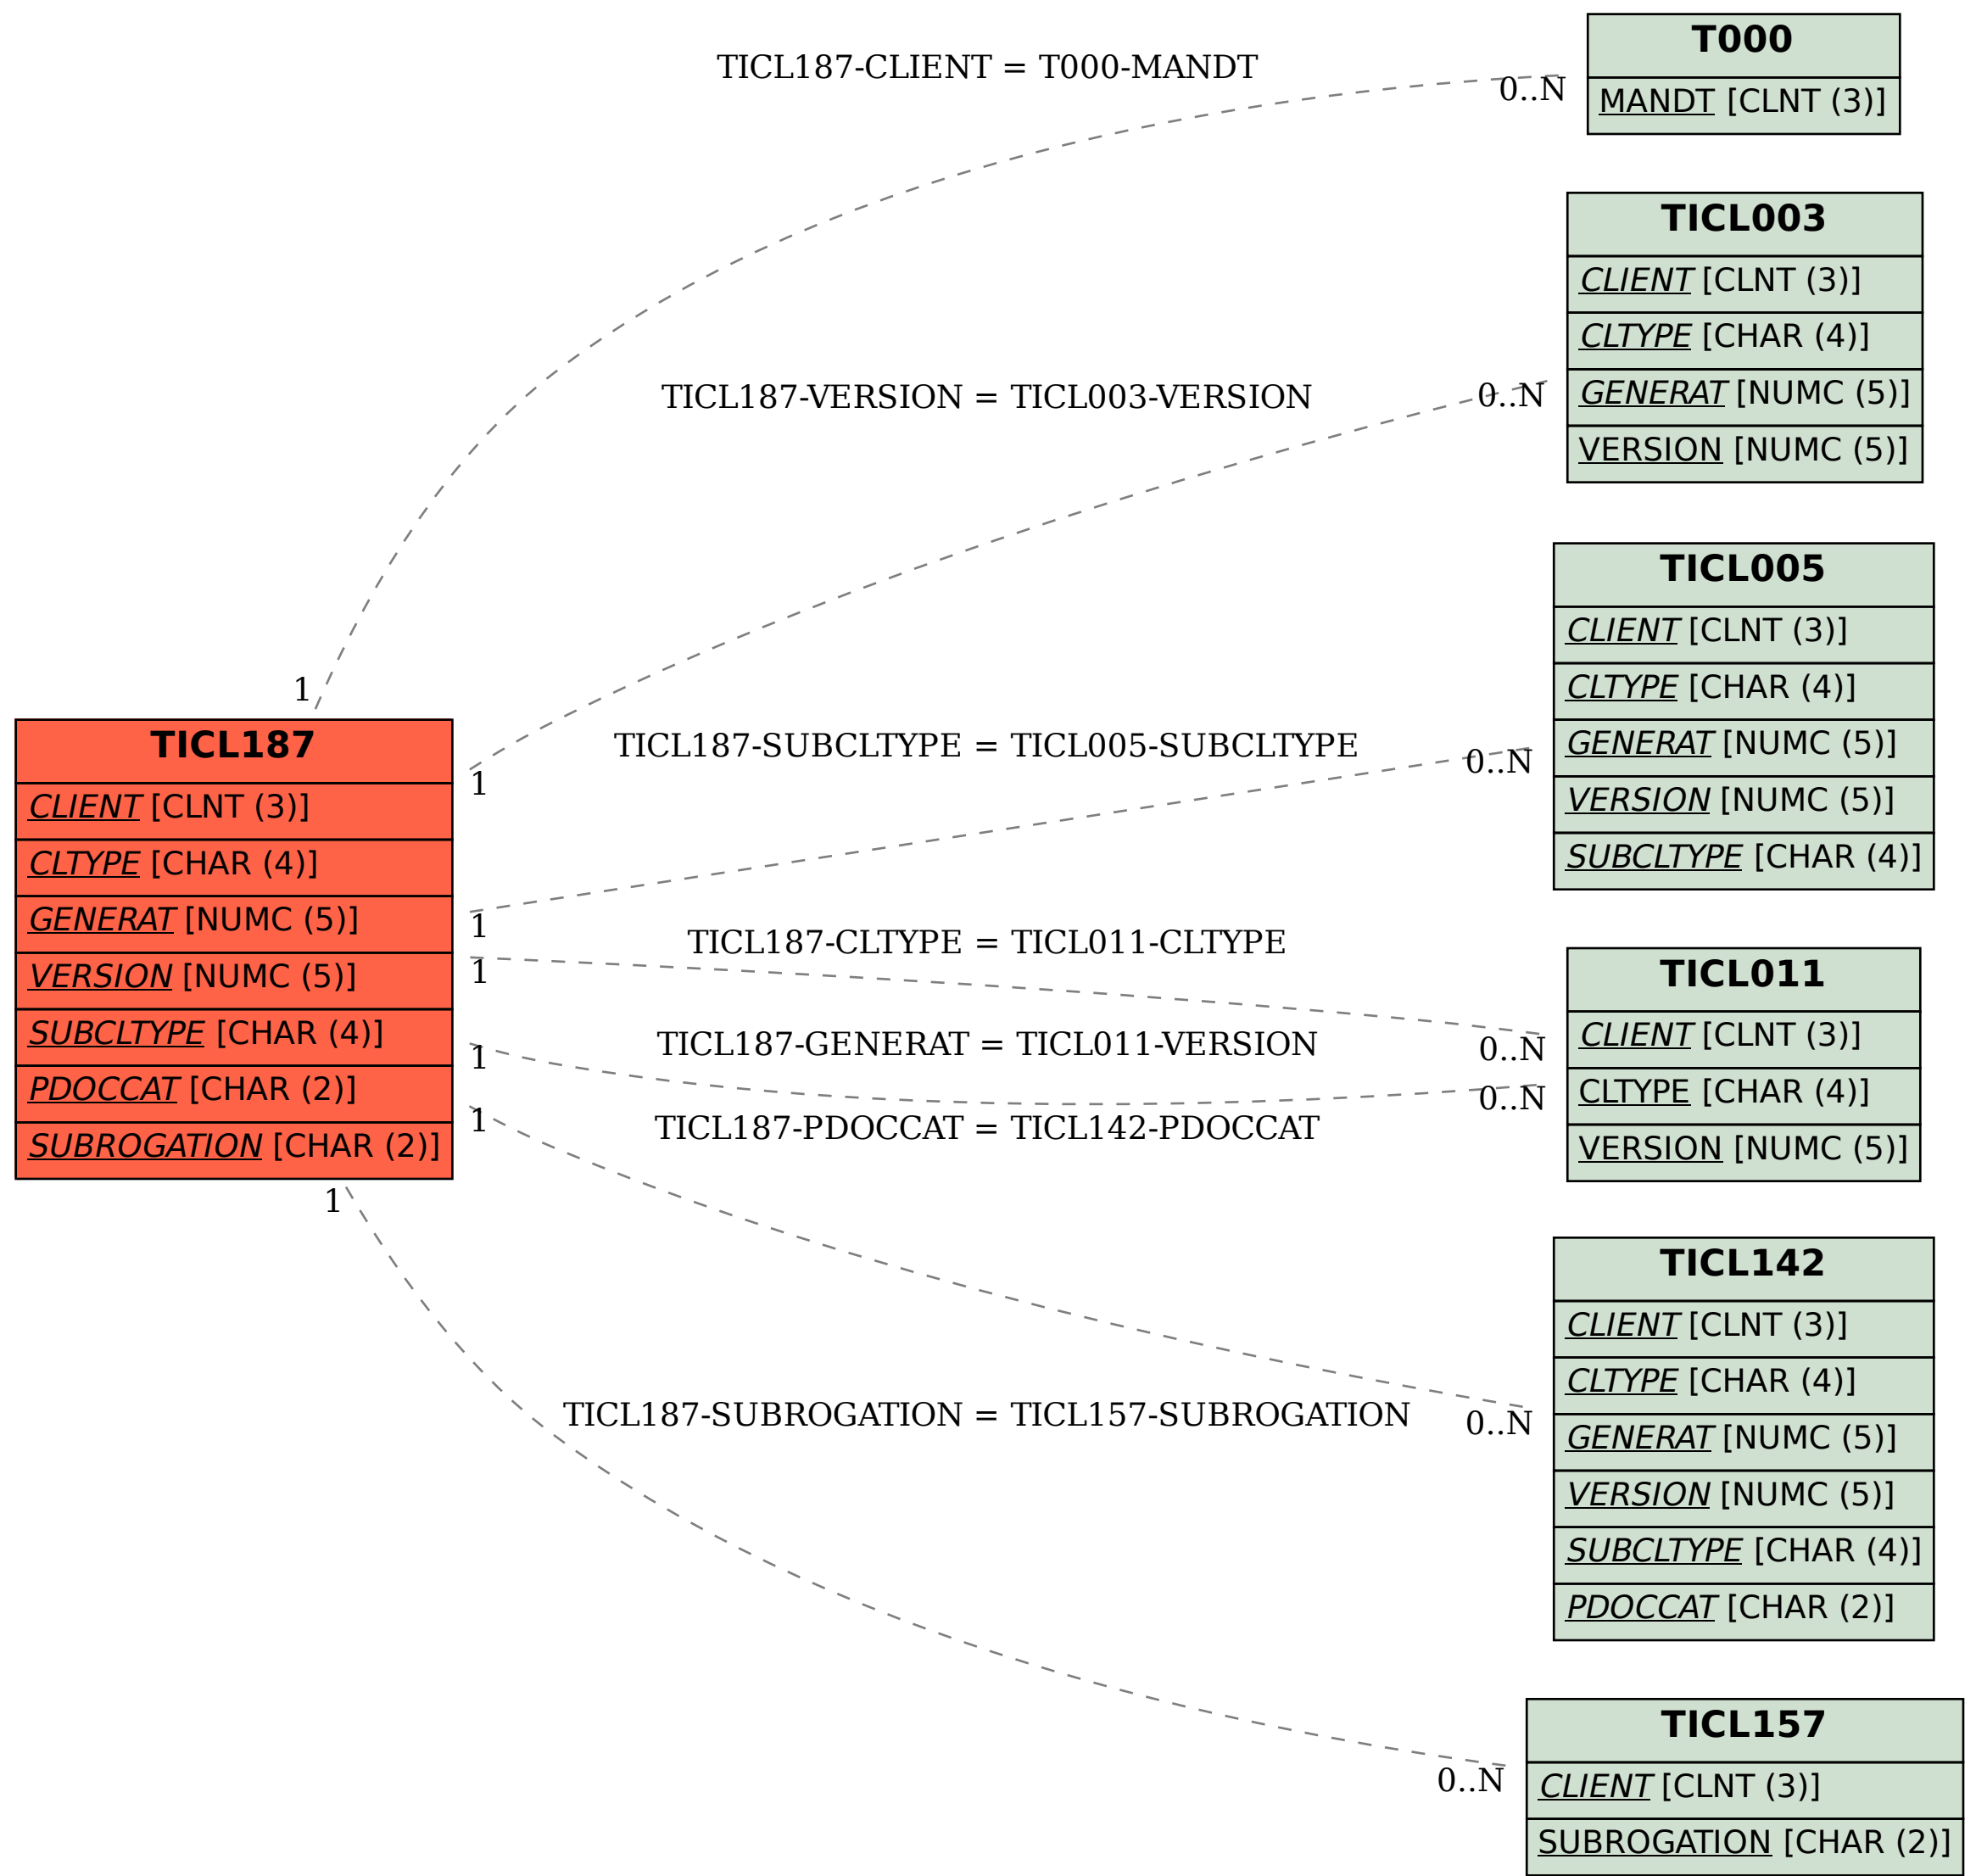 TICL187
CLIENT [CLNT (3)]
CLTYPE [CHAR (4)]
GENERAT [NUMC (5)]
VERSION [NUMC (5)]
SUBCLTYPE [CHAR (4)]
PDOCCAT [CHAR (2)]
SUBROGATION [CHAR (2)]
TICL187-CLIENT = T000-MANDT
0..N
1
TICL187-VERSION = TICL003-VERSION
0..N
1
TICL187-SUBCLTYPE = TICL005-SUBCLTYPE
0..N
1
TICL187-CLTYPE = TICL011-CLTYPE
0..N
1
TICL187-GENERAT = TICL011-VERSION
0..N
1
TICL187-PDOCCAT = TICL142-PDOCCAT
0..N
1
TICL187-SUBROGATION = TICL157-SUBROGATION
0..N
1
T000
MANDT [CLNT (3)]
TICL003
CLIENT [CLNT (3)]
CLTYPE [CHAR (4)]
GENERAT [NUMC (5)]
VERSION [NUMC (5)]
TICL005
CLIENT [CLNT (3)]
CLTYPE [CHAR (4)]
GENERAT [NUMC (5)]
VERSION [NUMC (5)]
SUBCLTYPE [CHAR (4)]
TICL011
CLIENT [CLNT (3)]
CLTYPE [CHAR (4)]
VERSION [NUMC (5)]
TICL142
CLIENT [CLNT (3)]
CLTYPE [CHAR (4)]
GENERAT [NUMC (5)]
VERSION [NUMC (5)]
SUBCLTYPE [CHAR (4)]
PDOCCAT [CHAR (2)]
TICL157
CLIENT [CLNT (3)]
SUBROGATION [CHAR (2)]